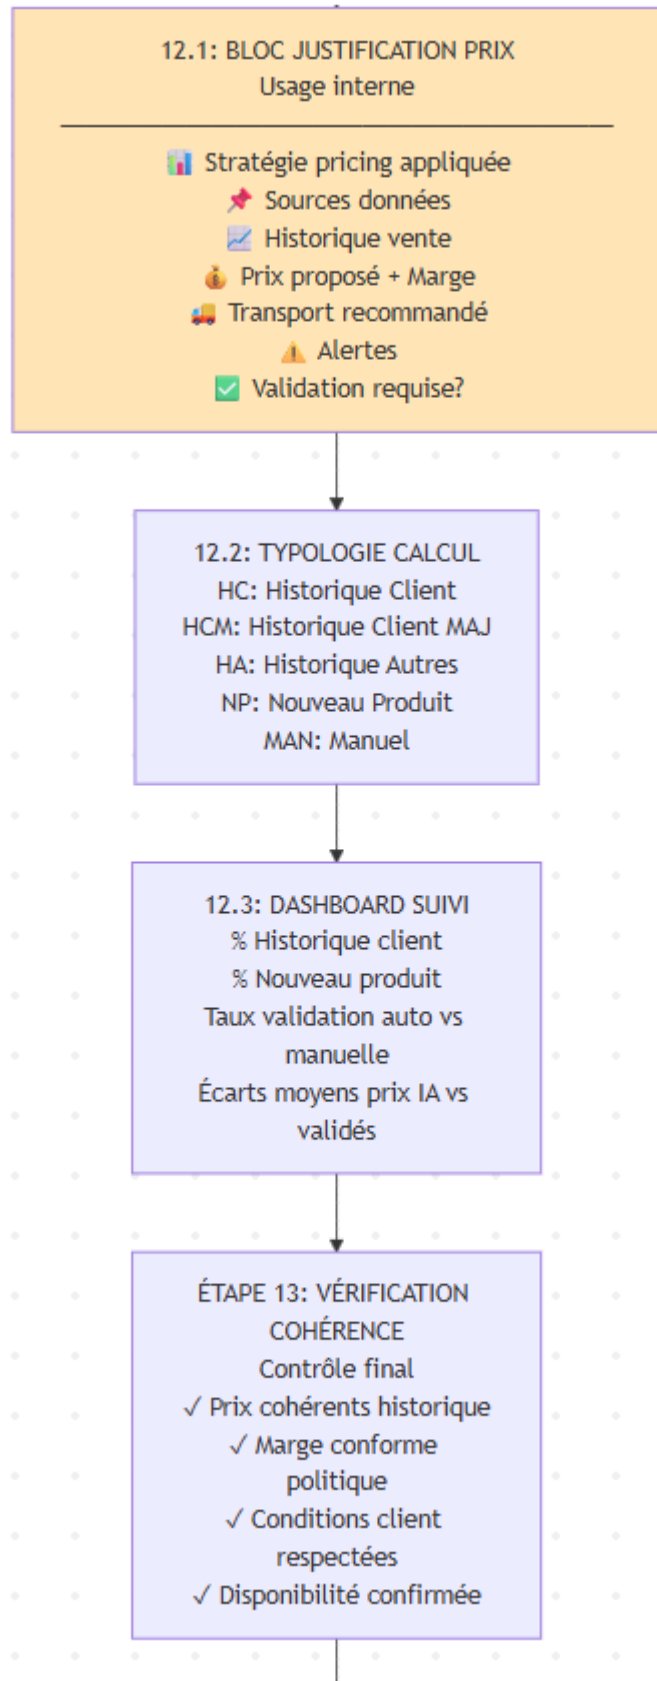 12.1: BLOC JUSTIFICATION PRIX
Usage interne
📊 Stratégie pricing appliquée
📌 Sources données
📈 Historique vente
💰 Prix proposé + Marge
🚚 Transport recommandé
⚠️ Alertes
✅ Validation requise?
12.2: TYPOLOGIE CALCUL
HC: Historique Client
HCM: Historique Client MAJ
HA: Historique Autres
NP: Nouveau Produit
MAN: Manuel
12.3: DASHBOARD SUIVI
% Historique client
% Nouveau produit
Taux validation auto vs
manuelle
Écarts moyens prix IA vs
validés
ÉTAPE 13: VÉRIFICATION
COHÉRENCE
Contrôle final
✓ Prix cohérents historique
✓ Marge conforme
politique
✓ Conditions client
respectées
✓ Disponibilité confirmée